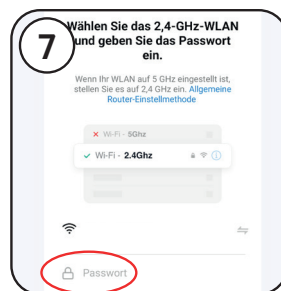 7
Wählen Sie das 2,4-GHz-WLAN
und geben Sie das Passwort
ein.
Wenn Ihr WLAN auf 5 GHz eingestellt ist,
stellen Sie es auf 2,4 GHz ein. Allgemeine
Router-Einstellmethode
Wi-Fi - 5Ghz
Wi-Fi - 2.4Ghz
Passwort